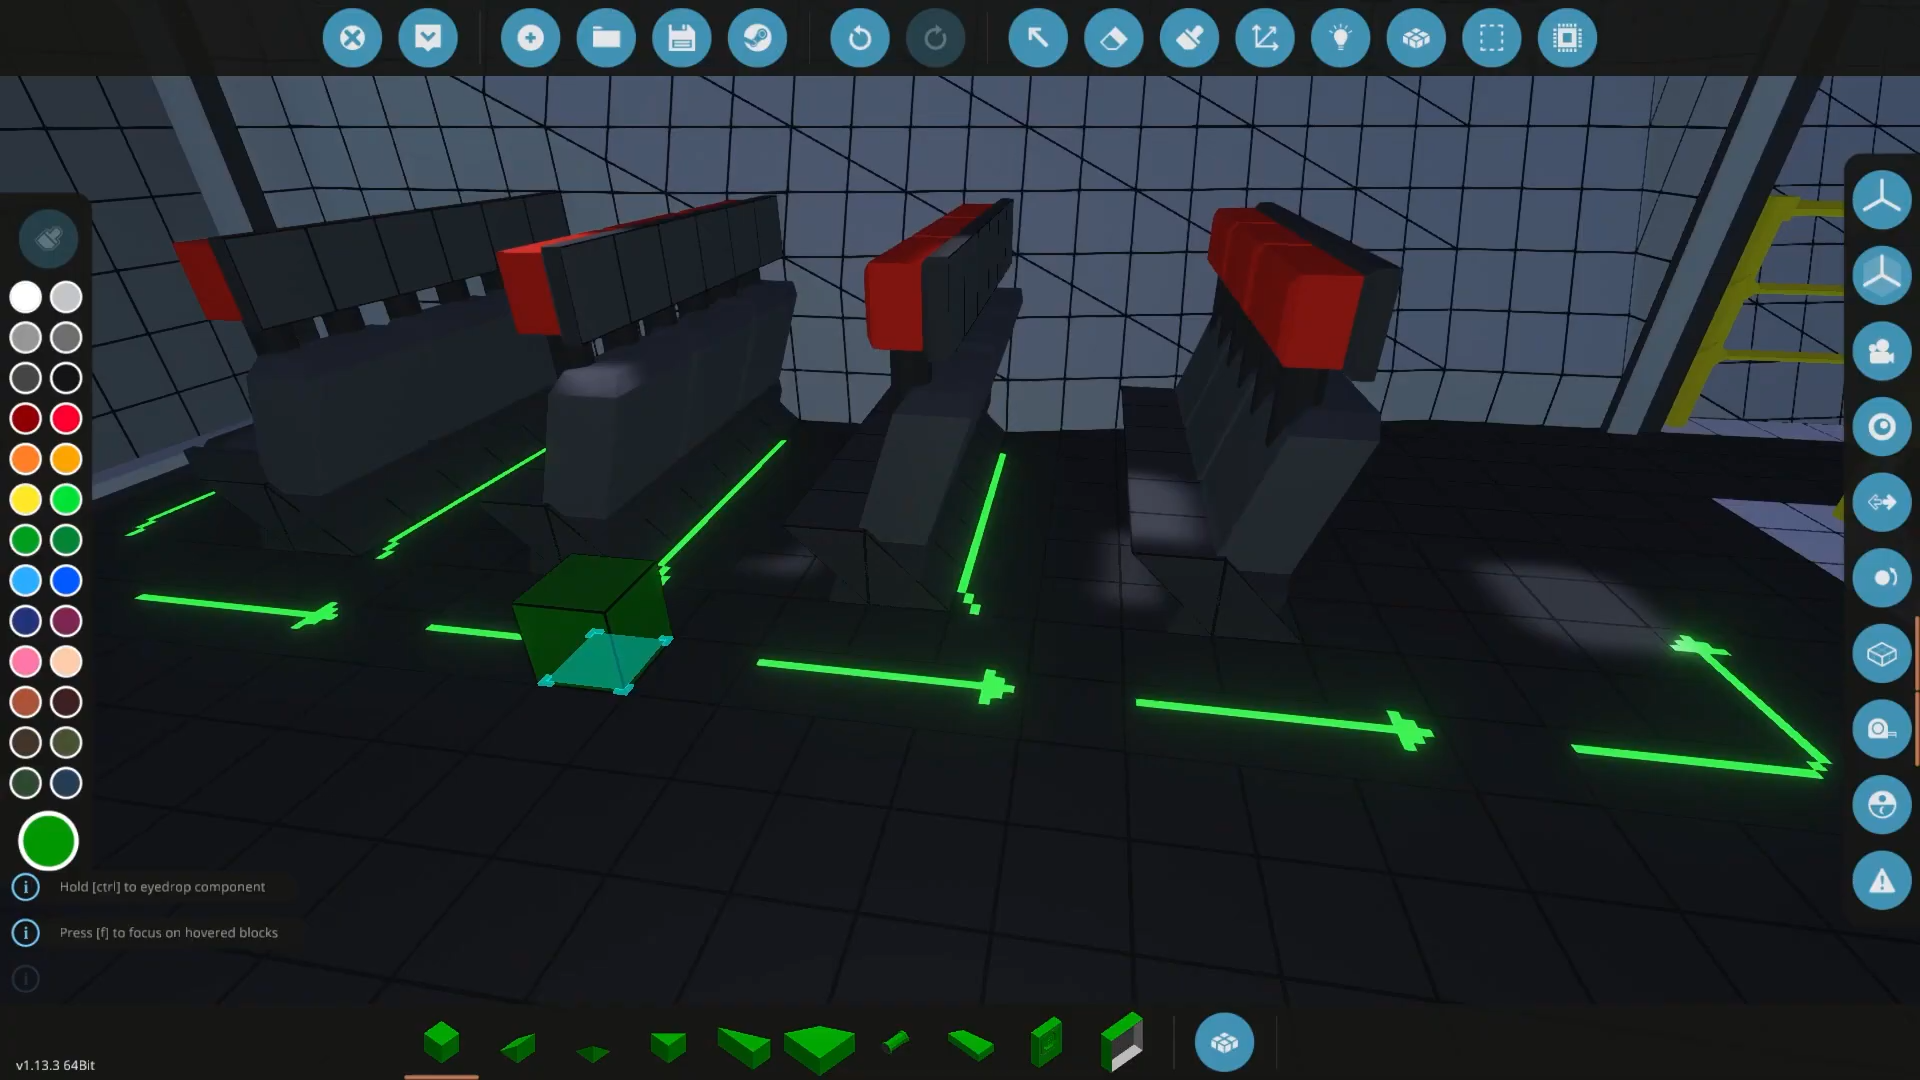 Hold [ctrl] to eyedrop component
Press [f] to focus on hovered blocks
v1.13.3 64Bit